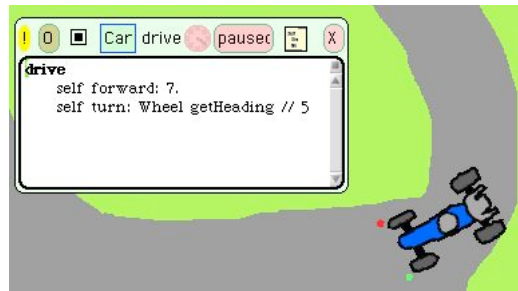 ! O Car drive paused X
drive
self forward: 7.
self turn: Wheel getHeading // 5